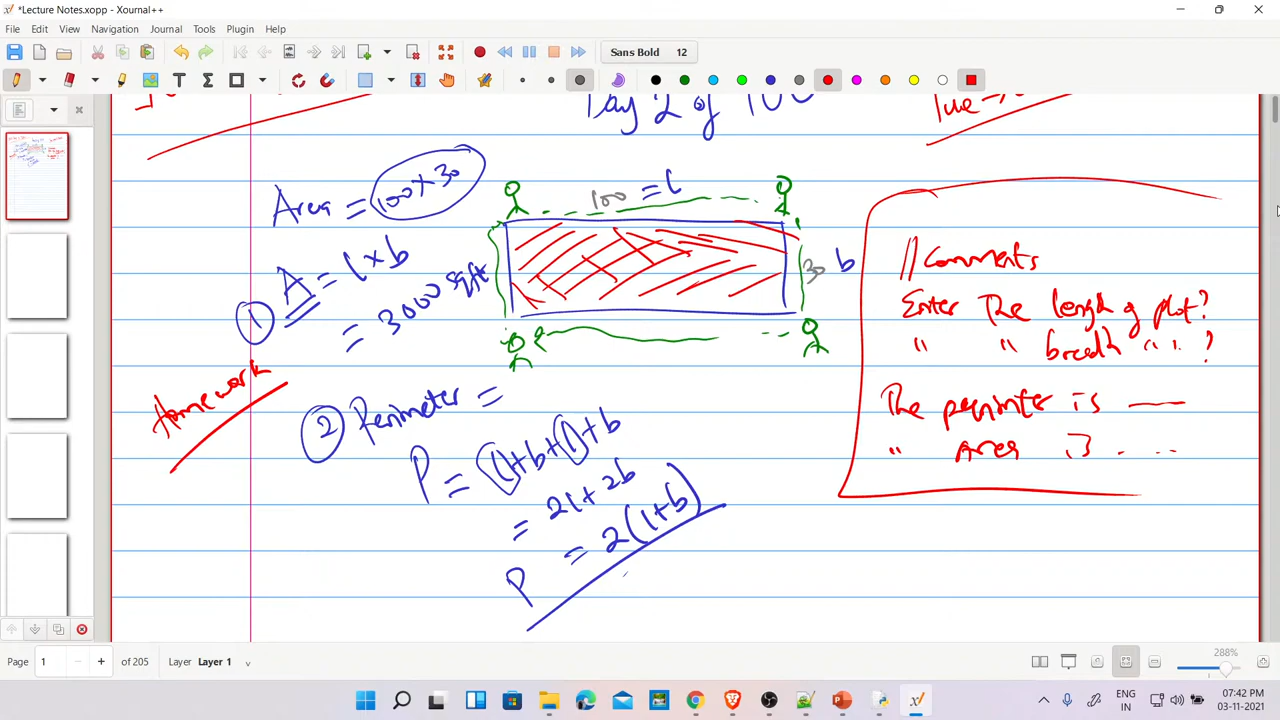 *Lecture Notes.xopp - Xournal++
File Edit View Navigation Journal Tools Plugin Help
Sans Bold 12
Day 2 of 100
Tue
Area = 100 x 30
100 = l
30 b
① A = l x b
= 3000 sqft
Homework
② Perimeter =
P = l+b+l+b
= 2l + 2b
P = 2(l+b)
//Comments
Enter The length of plot?
" " breath " " ?
The perimter is —
" Area is . ...
Page 1 of 205 Layer Layer 1
288%
ENG
IN
07:42 PM
03-11-2021